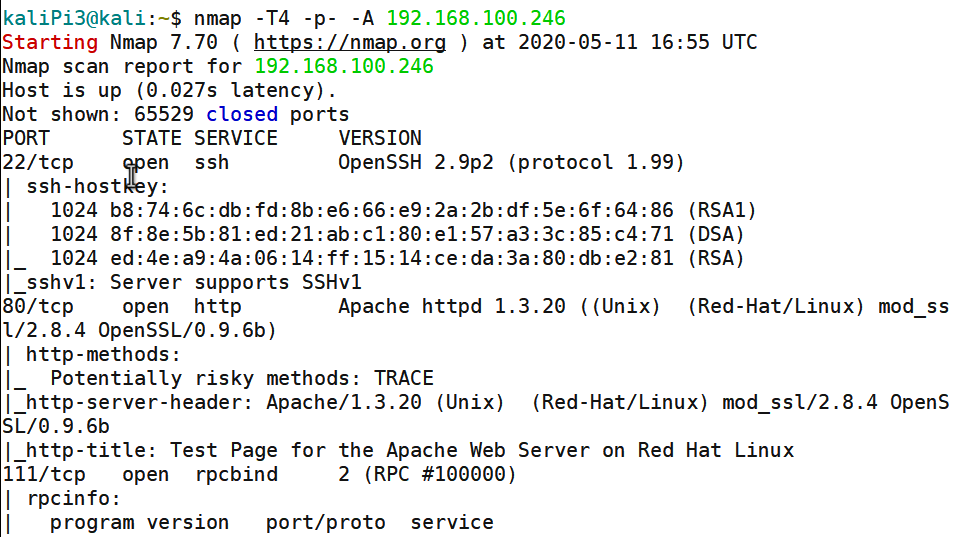 kaliPi3@kali:~$ nmap -T4 -p- -A 192.168.100.246
Starting Nmap 7.70 ( https://nmap.org ) at 2020-05-11 16:55 UTC
Nmap scan report for 192.168.100.246
Host is up (0.027s latency).
Not shown: 65529 closed ports
PORT      STATE SERVICE     VERSION
22/tcp    open  ssh         OpenSSH 2.9p2 (protocol 1.99)
| ssh-hostkey:
|   1024 b8:74:6c:db:fd:8b:e6:66:e9:2a:2b:df:5e:6f:64:86 (RSA1)
|   1024 8f:8e:5b:81:ed:21:ab:c1:80:e1:57:a3:3c:85:c4:71 (DSA)
|_  1024 ed:4e:a9:4a:06:14:ff:15:14:ce:da:3a:80:db:e2:81 (RSA)
|_sshv1: Server supports SSHv1
80/tcp    open  http        Apache httpd 1.3.20 ((Unix)  (Red-Hat/Linux) mod_ss
l/2.8.4 OpenSSL/0.9.6b)
| http-methods:
|_  Potentially risky methods: TRACE
|_http-server-header: Apache/1.3.20 (Unix)  (Red-Hat/Linux) mod_ssl/2.8.4 OpenS
SL/0.9.6b
|_http-title: Test Page for the Apache Web Server on Red Hat Linux
111/tcp   open  rpcbind     2 (RPC #100000)
| rpcinfo:
|   program version   port/proto  service